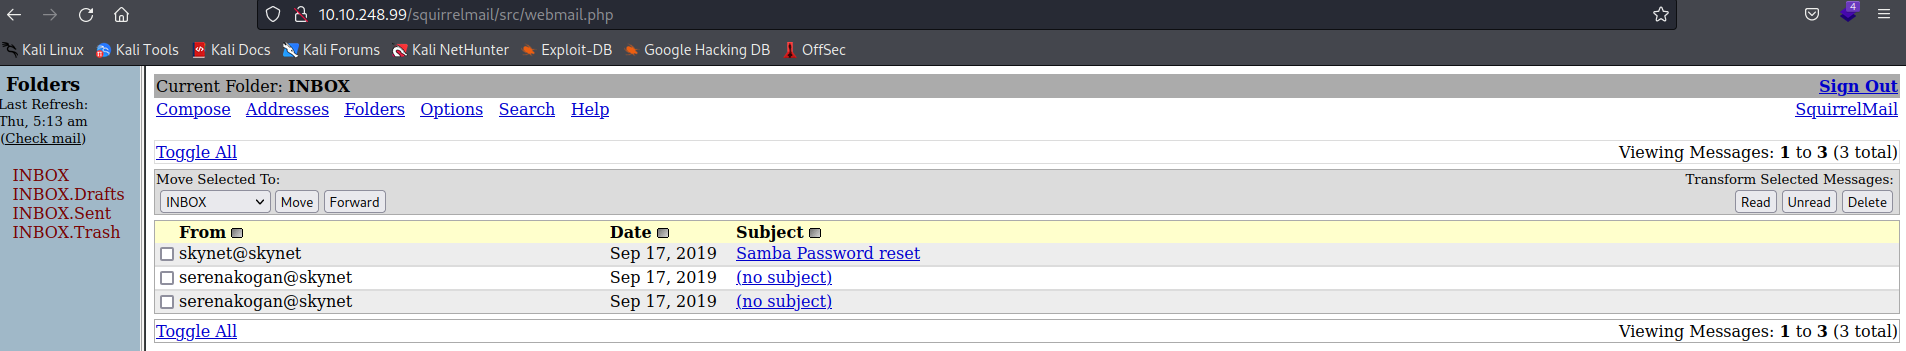 10.10.248.99/squirrelmail/src/webmail.php
4
Kali Linux Kali Tools Kali Docs Kali Forums Kali NetHunter Exploit-DB Google Hacking DB OffSec
Folders
Last Refresh:
Thu, 5:13 am
(Check mail)
INBOX
INBOX.Drafts
INBOX.Sent
INBOX.Trash
Current Folder: INBOX Sign Out
Compose Addresses Folders Options Search Help SquirrelMail
Toggle All Viewing Messages: 1 to 3 (3 total)
Move Selected To: Transform Selected Messages:
INBOX Move Forward Read Unread Delete
From Date Subject
skynet@skynet Sep 17, 2019 Samba Password reset
serenakogan@skynet Sep 17, 2019 (no subject)
serenakogan@skynet Sep 17, 2019 (no subject)
Toggle All Viewing Messages: 1 to 3 (3 total)